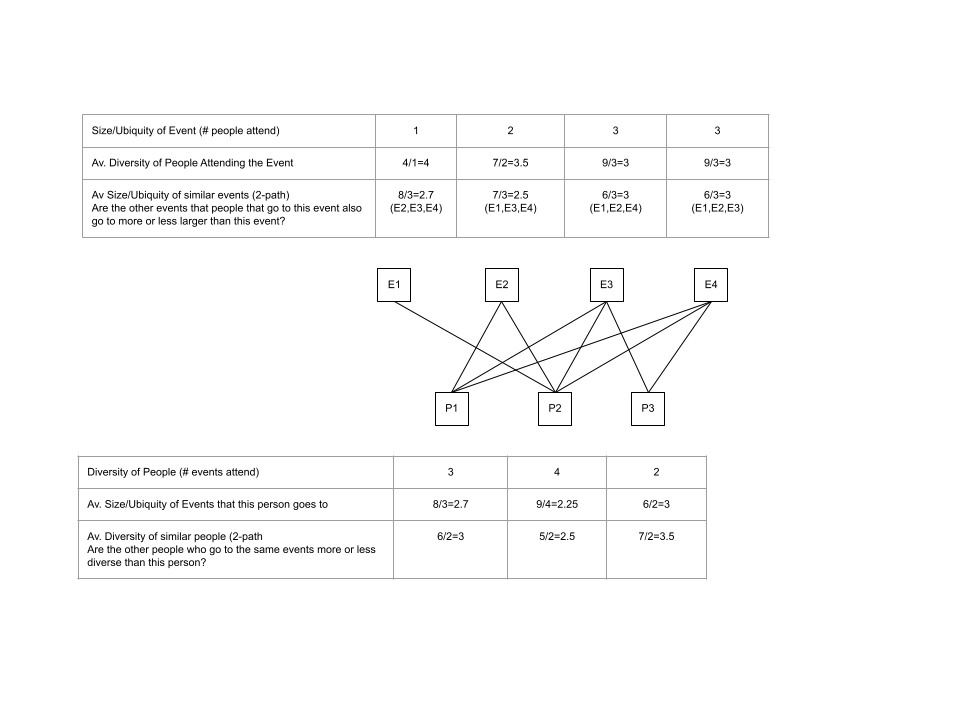 Size/Ubiquity of Event (# people attend) 1 2 3 3
Av. Diversity of People Attending the Event 4/1=4 7/2=3.5 9/3=3 9/3=3
Av Size/Ubiquity of similar events (2-path) 8/3=2.7 7/3=2.5 6/3=3 6/3=3
Are the other events that people that go to this event also (E2,E3,E4) (E1,E3,E4) (E1,E2,E4) (E1,E2,E3)
go to more or less larger than this event?
E1 E2 E3 E4
P1 P2 P3
Diversity of People (# events attend) 3 4 2
Av. Size/Ubiquity of Events that this person goes to 8/3=2.7 9/4=2.25 6/2=3
Av. Diversity of similar people (2-path 6/2=3 5/2=2.5 7/2=3.5
Are the other people who go to the same events more or less
diverse than this person?